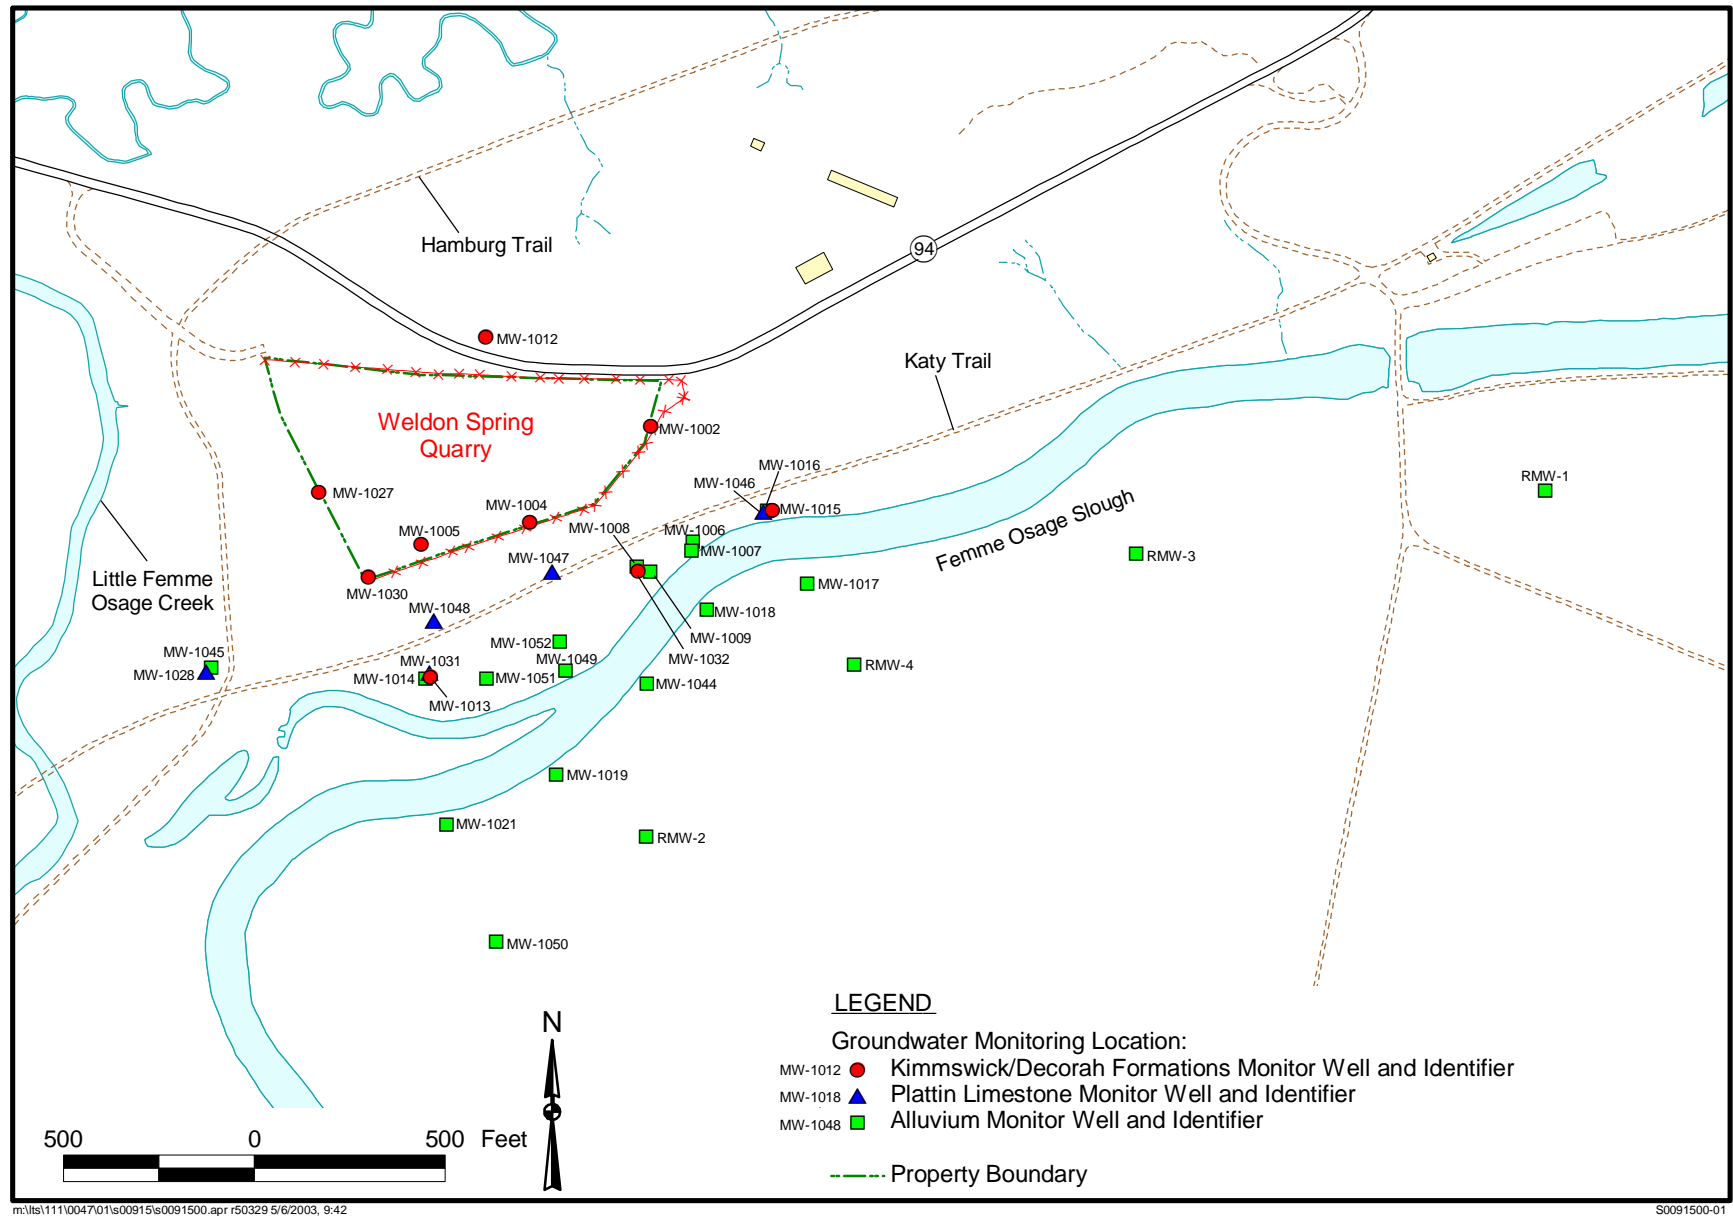 Hamburg Trail
94
MW-1012
Katy Trail
Weldon Spring
Quarry
MW-1002
MW-1016
MW-1046
RMW-1
MW-1027
MW-1004
MW-1015
MW-1008
MW-1006
Femme Osage Slough
MW-1005
MW-1007
RMW-3
MW-1047
Little Femme
Osage Creek
MW-1030
MW-1017
MW-1048
MW-1018
MW-1009
MW-1052
MW-1045
MW-1032
MW-1031
MW-1049
RMW-4
MW-1028
MW-1014
MW-1051
MW-1044
MW-1013
MW-1019
MW-1021
RMW-2
MW-1050
N
LEGEND
Groundwater Monitoring Location:
MW-1012 Kimmswick/Decorah Formations Monitor Well and Identifier
MW-1018 Plattin Limestone Monitor Well and Identifier
MW-1048 Alluvium Monitor Well and Identifier
Property Boundary
500 0 500 Feet
m:\lts\111\0047\01\s00915\s0091500.apr r50329 5/6/2003, 9:42
S0091500-01